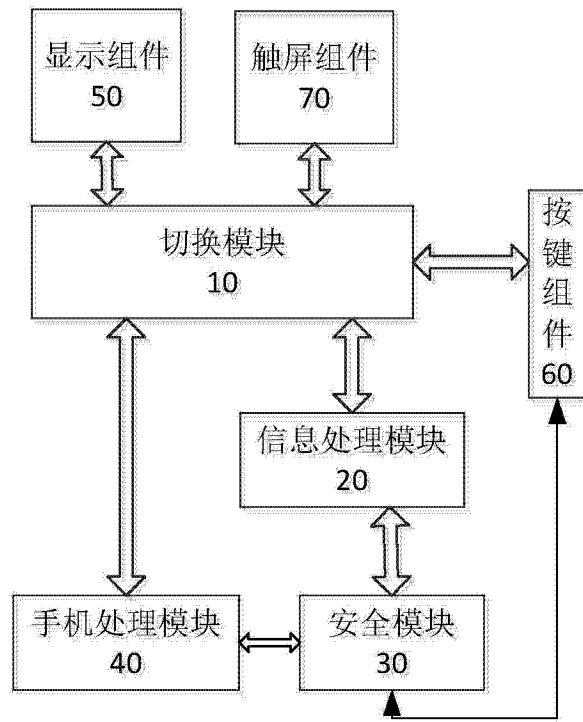 显示组件
50
触屏组件
70
切换模块
10
按
键
组
件
60
信息处理模块
20
手机处理模块
40
安全模块
30